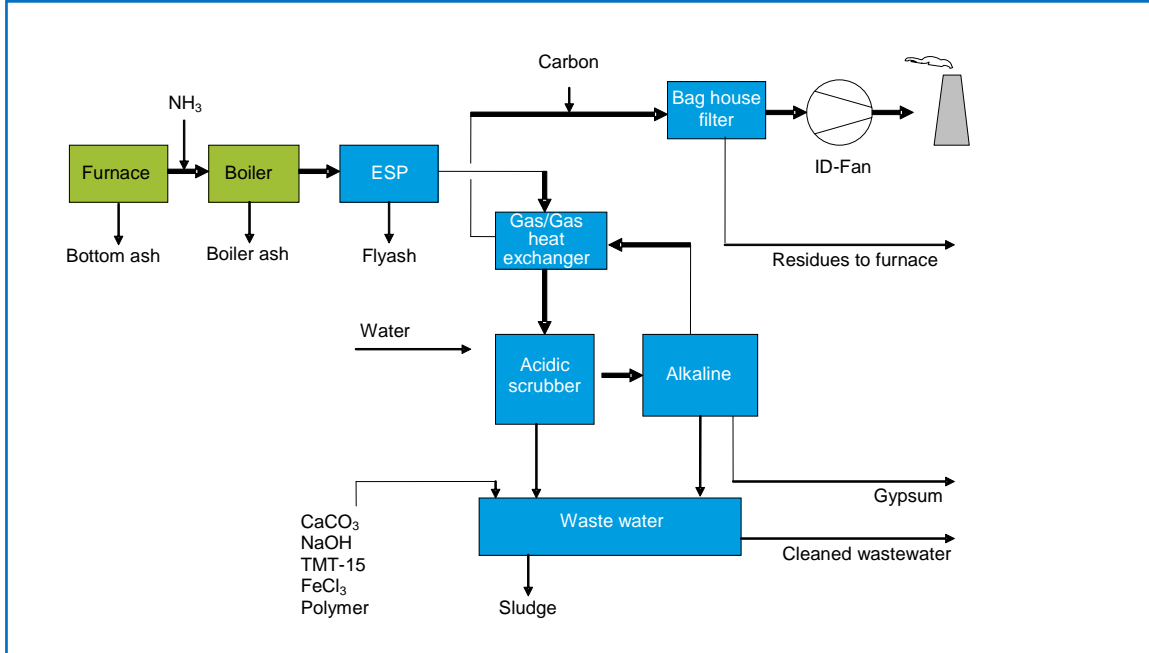 Carbon
NH₃
Bag house
filter
ID-Fan
Furnace
Boiler
ESP
Bottom ash
Boiler ash
Flyash
Gas/Gas
heat
exchanger
Residues to furnace
Water
Acidic
scrubber
Alkaline
Gypsum
CaCO₃
NaOH
TMT-15
FeCl₃
Polymer
Waste water
Cleaned wastewater
Sludge